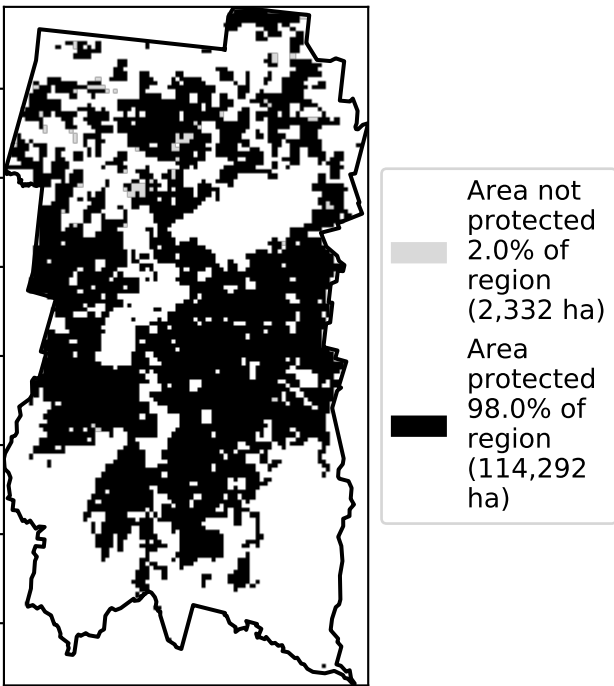 Area not
protected
2.0% of
region
(2,332 ha)
Area
protected
98.0% of
region
(114,292
ha)